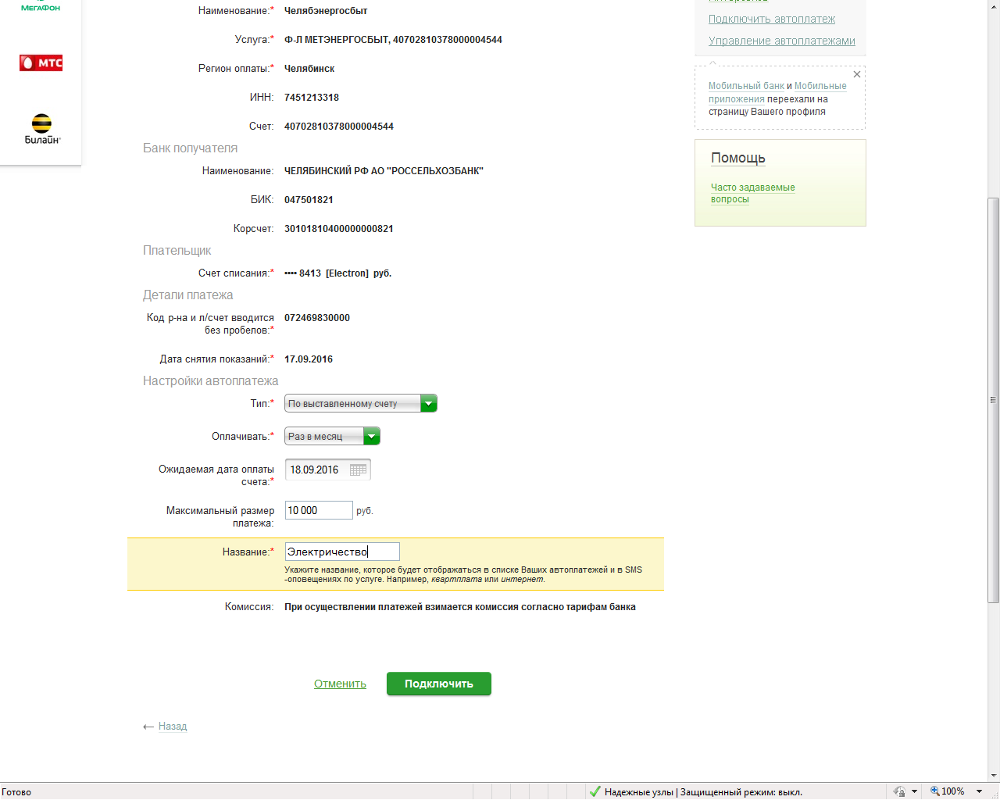 МЕГАФОН
МТС
Билайн
Наименование:* Челябэнергосбыт
Услуга:* Ф-Л МЕТЭНЕРГОСБЫТ, 40702810378000004544
Регион оплаты:* Челябинск
ИНН: 7451213318
Счет: 40702810378000004544
Банк получателя
Наименование: ЧЕЛЯБИНСКИЙ РФ АО "РОССЕЛЬХОЗБАНК"
БИК: 047501821
Корсчет: 30101810400000000821
Плательщик
Счет списания:* •••• 8413 [Electron] руб.
Детали платежа
Код р-на и л/счет вводится
без пробелов:*
072469830000
Дата снятия показаний:* 17.09.2016
Настройки автоплатежа
Тип:* По выставленному счету
Оплачивать:* Раз в месяц
Ожидаемая дата оплаты
счета:*
18.09.2016
Максимальный размер
платежа:
10 000 руб.
Название:* Электричество
Укажите название, которое будет отображаться в списке Ваших автоплатежей и в SMS
-оповещениях по услуге. Например, квартплата или интернет.
Комиссия: При осуществлении платежей взимается комиссия согласно тарифам банка
Отменить Подключить
← Назад
Подключить автоплатеж
Управление автоплатежами
Мобильный банк и Мобильные
приложения переехали на
страницу Вашего профиля
Помощь
Часто задаваемые
вопросы
Готово
Надежные узлы | Защищенный режим: выкл.
100%